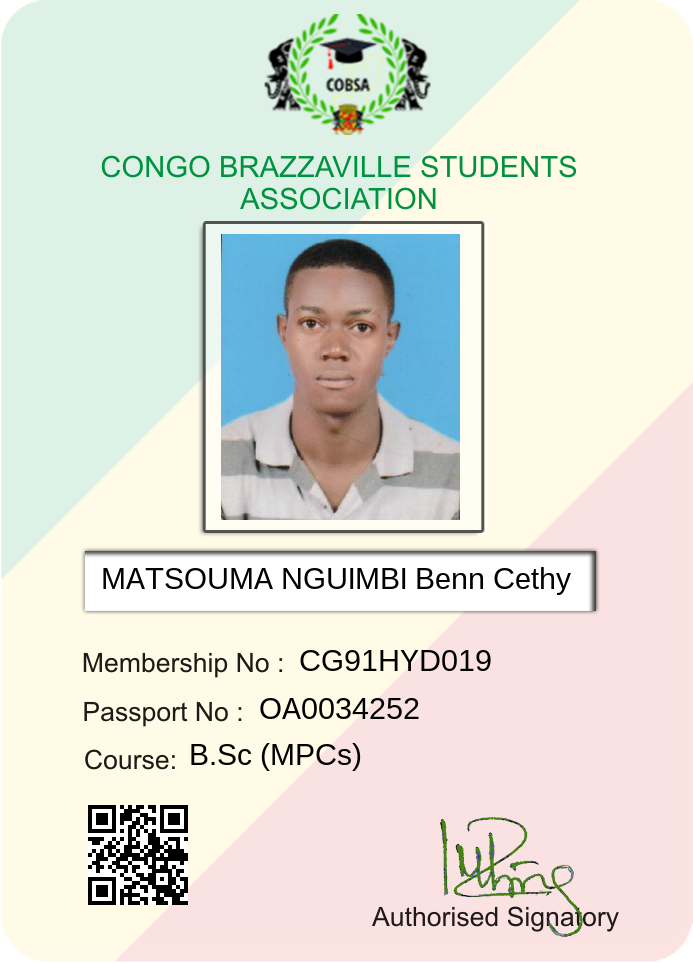 COBSA
CONGO BRAZZAVILLE STUDENTS
ASSOCIATION
MATSOUMA NGUIMBI Benn Cethy
Membership No : CG91HYD019
Passport No : OA0034252
Course: B.Sc (MPCs)
Authorised Signatory